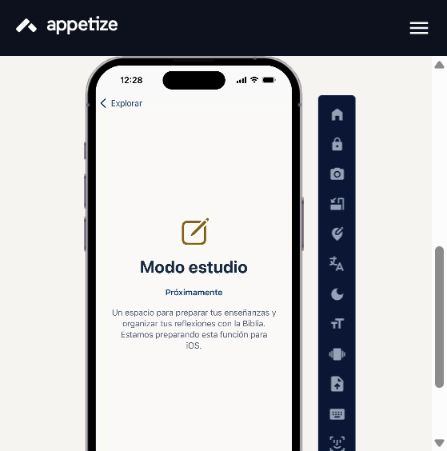 appetize
12:28
Explorar
Modo estudio
Próximamente
Un espacio para preparar tus enseñanzas y
organizar tus reflexiones con la Biblia.
Estamos preparando esta función para
iOS.